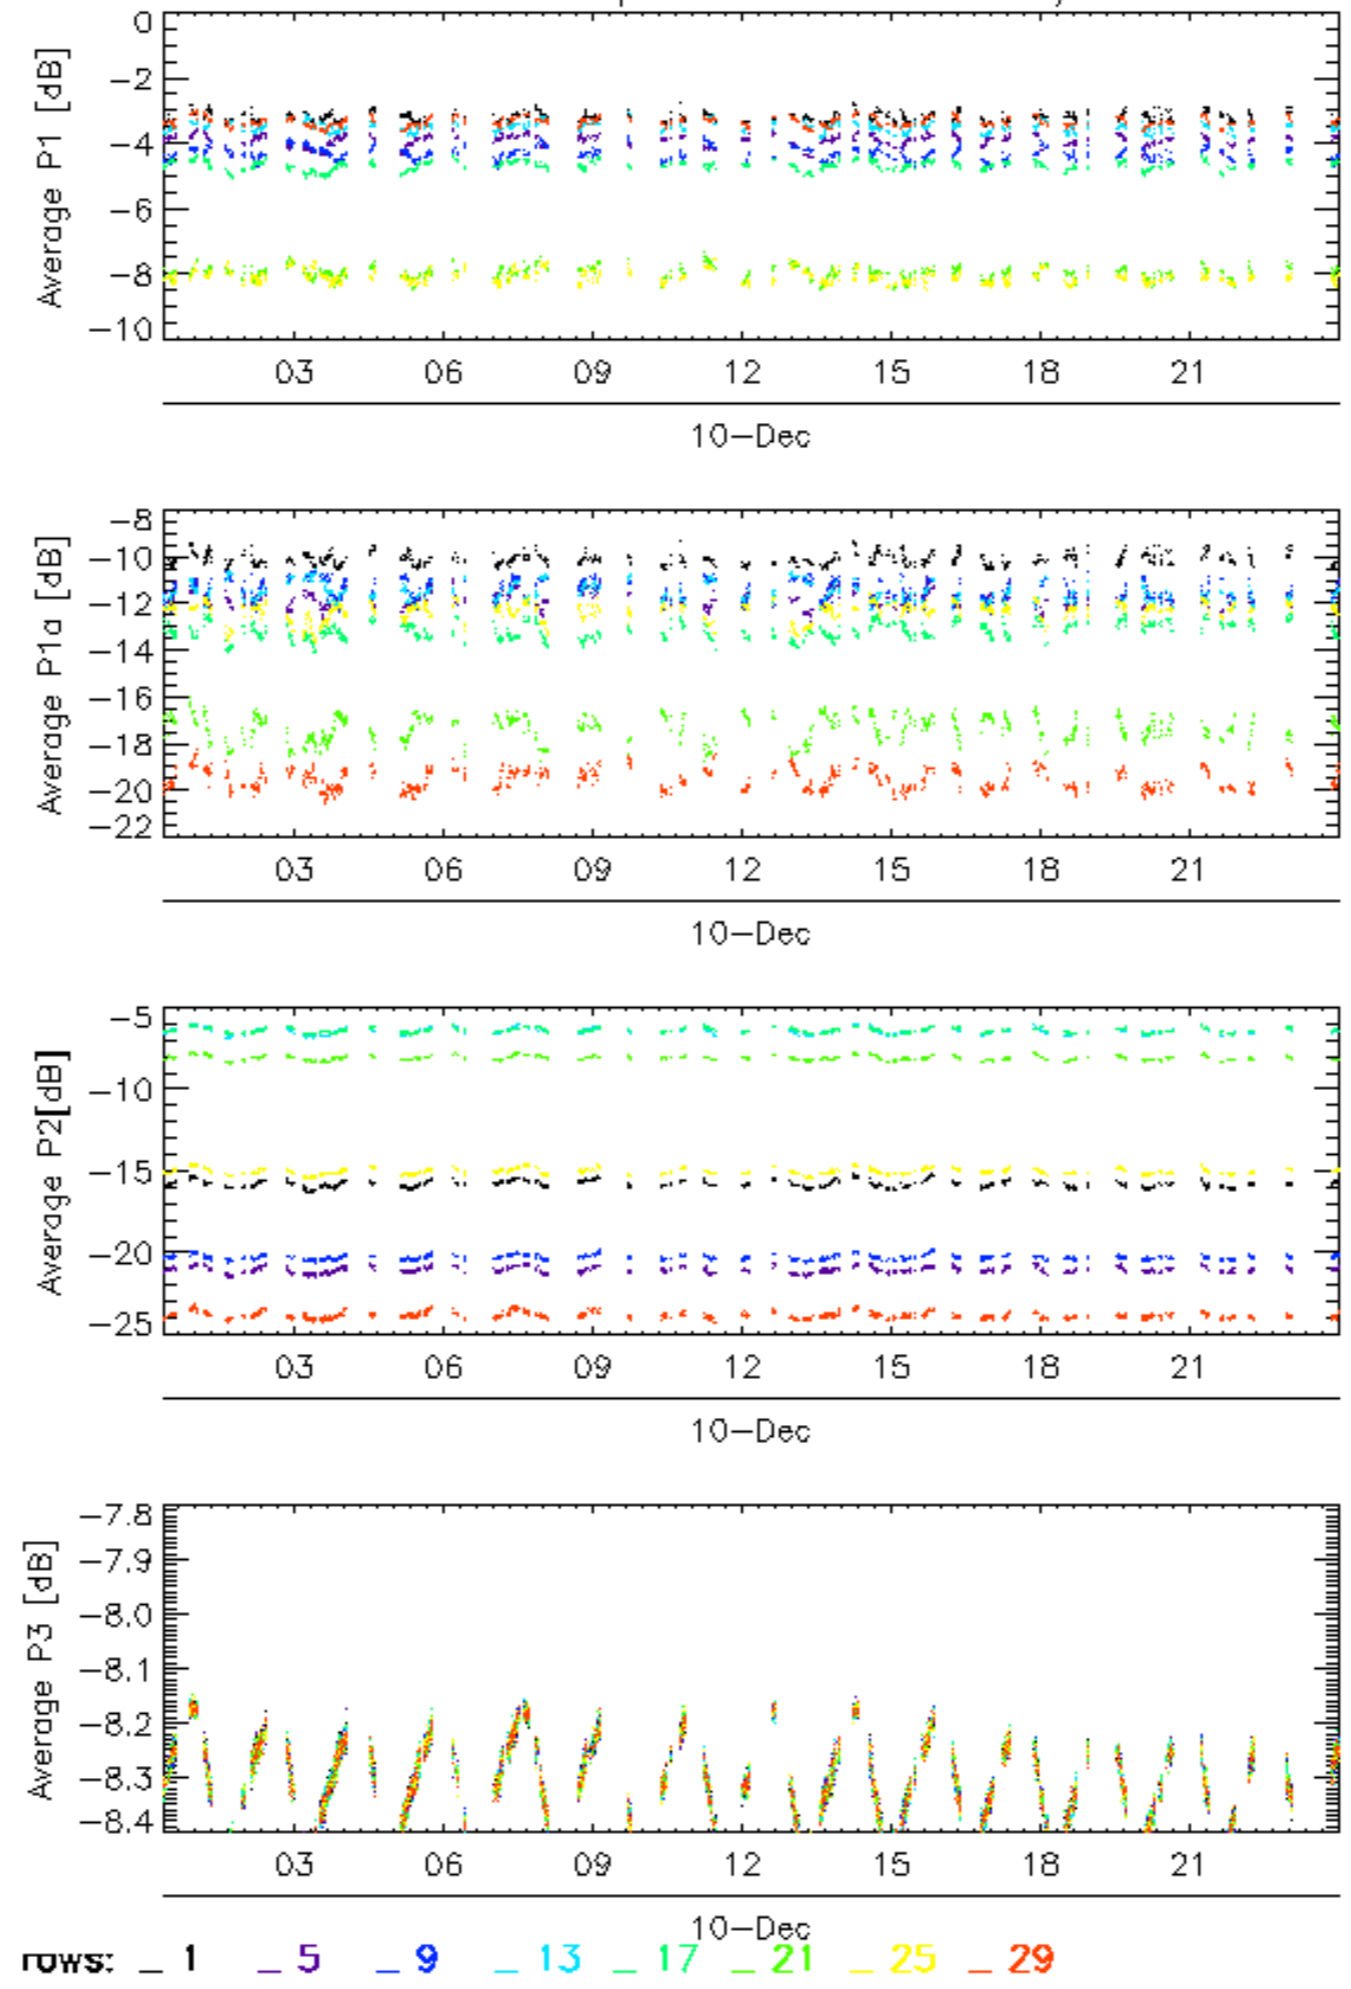 0
−2
−4
−6
−8
−10
Average P1 [dB]
03 06 09 12 15 18 21
10−Dec
−8
−10
−12
−14
−16
−18
−20
−22
Average P1a [dB]
03 06 09 12 15 18 21
10−Dec
−5
−10
−15
−20
−25
Average P2[dB]
03 06 09 12 15 18 21
10−Dec
−7.8
−7.9
−8.0
−8.1
−8.2
−8.3
−8.4
Average P3 [dB]
03 06 09 12 15 18 21
10−Dec
rows: _ 1 _ 5 _ 9 _ 13 _ 17 _ 21 _ 25 _ 29